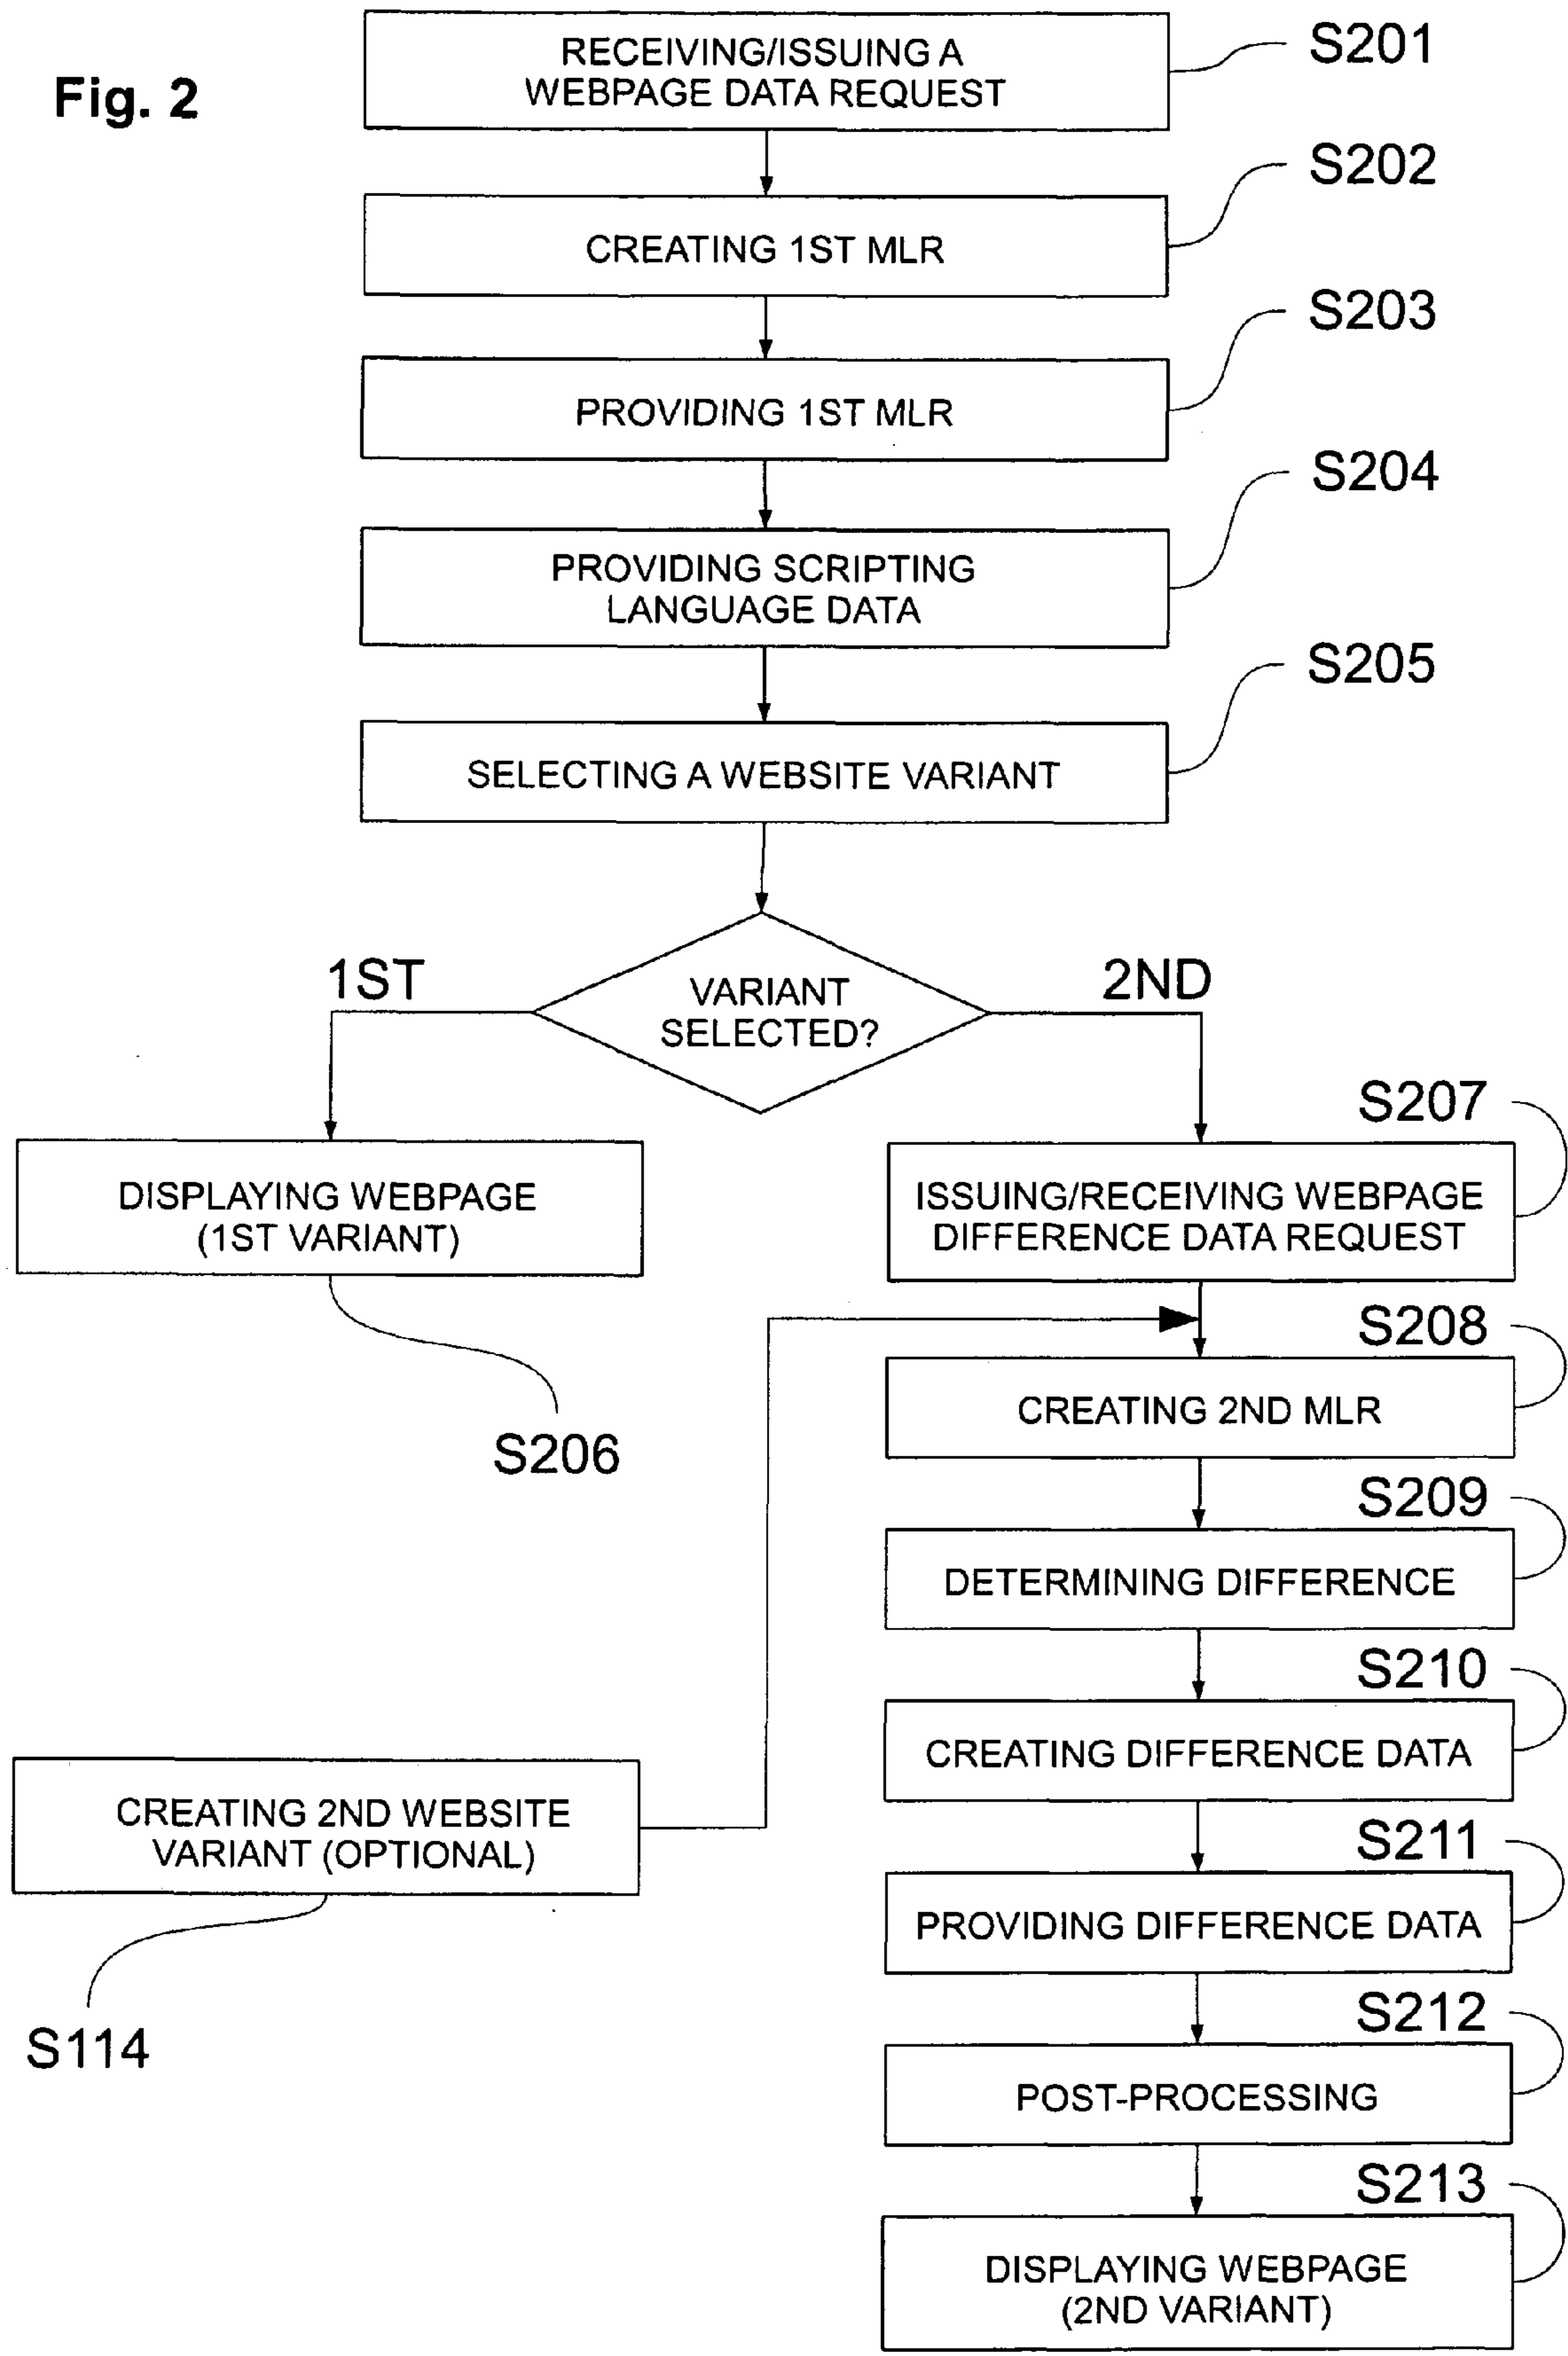 Fig. 2
RECEIVING/ISSUING A
WEBPAGE DATA REQUEST
S201
CREATING 1ST MLR
S202
PROVIDING 1ST MLR
S203
PROVIDING SCRIPTING
LANGUAGE DATA
S204
SELECTING A WEBSITE VARIANT
S205
VARIANT
SELECTED?
1ST
2ND
DISPLAYING WEBPAGE
(1ST VARIANT)
S206
ISSUING/RECEIVING WEBPAGE
DIFFERENCE DATA REQUEST
S207
CREATING 2ND MLR
S208
DETERMINING DIFFERENCE
S209
CREATING DIFFERENCE DATA
S210
CREATING 2ND WEBSITE
VARIANT (OPTIONAL)
S114
PROVIDING DIFFERENCE DATA
S211
POST-PROCESSING
S212
DISPLAYING WEBPAGE
(2ND VARIANT)
S213